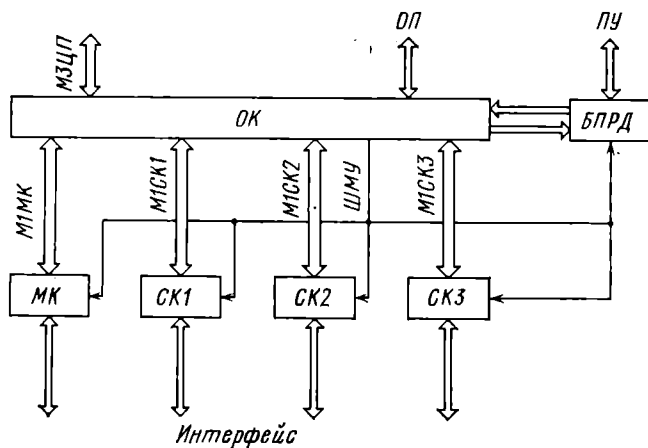 МЗЦП
ОП
ПУ
ОК
БПРД
М1МК
М1СК1
М1СК2
ШМУ
М1СК3
МК
СК1
СК2
СК3
Интерфейс